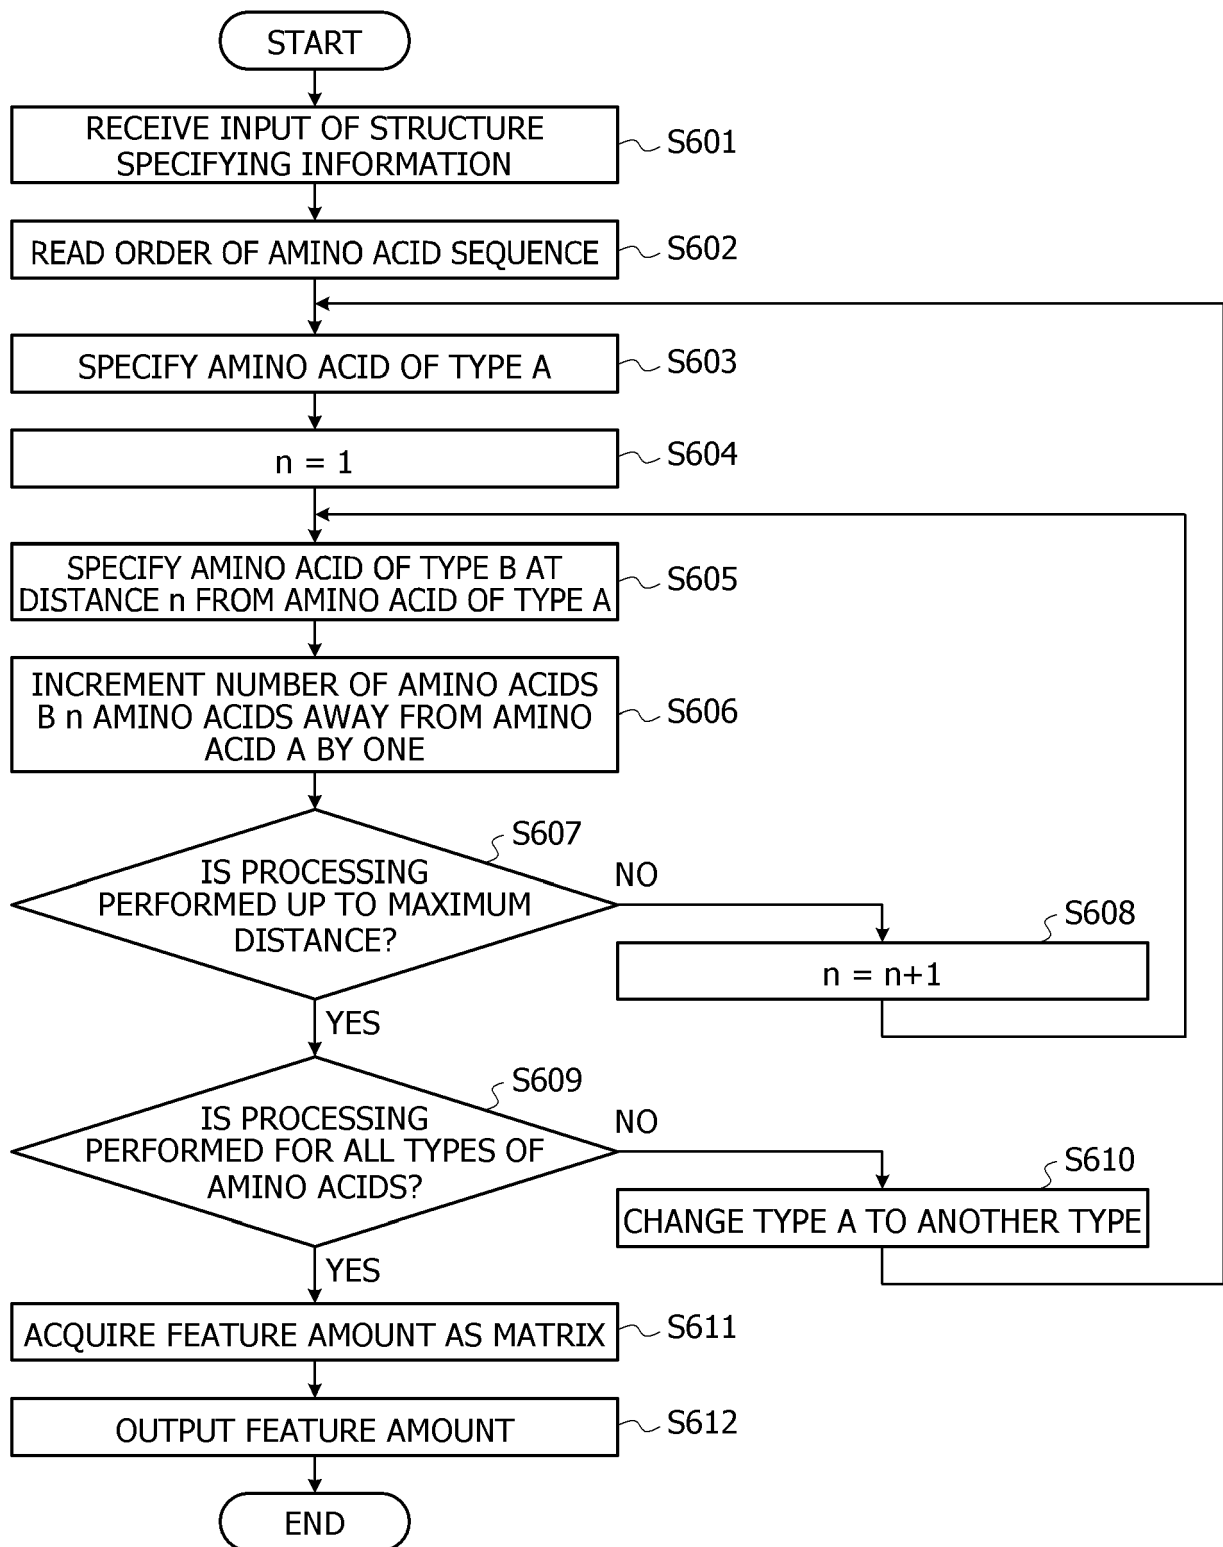 START
RECEIVE INPUT OF STRUCTURE
SPECIFYING INFORMATION
S601
READ ORDER OF AMINO ACID SEQUENCE
S602
SPECIFY AMINO ACID OF TYPE A
S603
n = 1
S604
SPECIFY AMINO ACID OF TYPE B AT
DISTANCE n FROM AMINO ACID OF TYPE A
S605
INCREMENT NUMBER OF AMINO ACIDS
B n AMINO ACIDS AWAY FROM AMINO
ACID A BY ONE
S606
S607
IS PROCESSING
PERFORMED UP TO MAXIMUM
DISTANCE?
NO
S608
n = n+1
YES
S609
IS PROCESSING
PERFORMED FOR ALL TYPES OF
AMINO ACIDS?
NO
S610
CHANGE TYPE A TO ANOTHER TYPE
YES
ACQUIRE FEATURE AMOUNT AS MATRIX
S611
OUTPUT FEATURE AMOUNT
S612
END